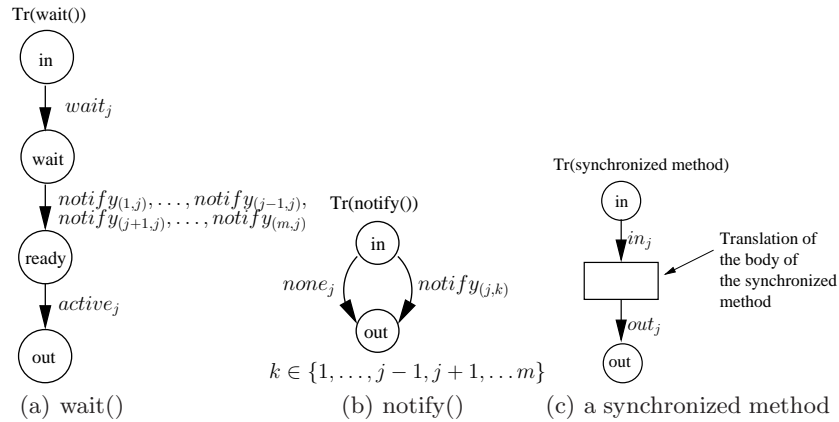 Tr(wait())
in
wait_j
wait
notify_(1,j), . . . , notify_(j−1,j),
notify_(j+1,j), . . . , notify_(m,j)
ready
active_j
out
(a) wait()
Tr(notify())
in
none_j
notify_(j,k)
out
k ∈ {1, . . . , j − 1, j + 1, . . . m}
(b) notify()
Tr(synchronized method)
in
in_j
Translation of
the body of
the synchronized
method
out_j
out
(c) a synchronized method